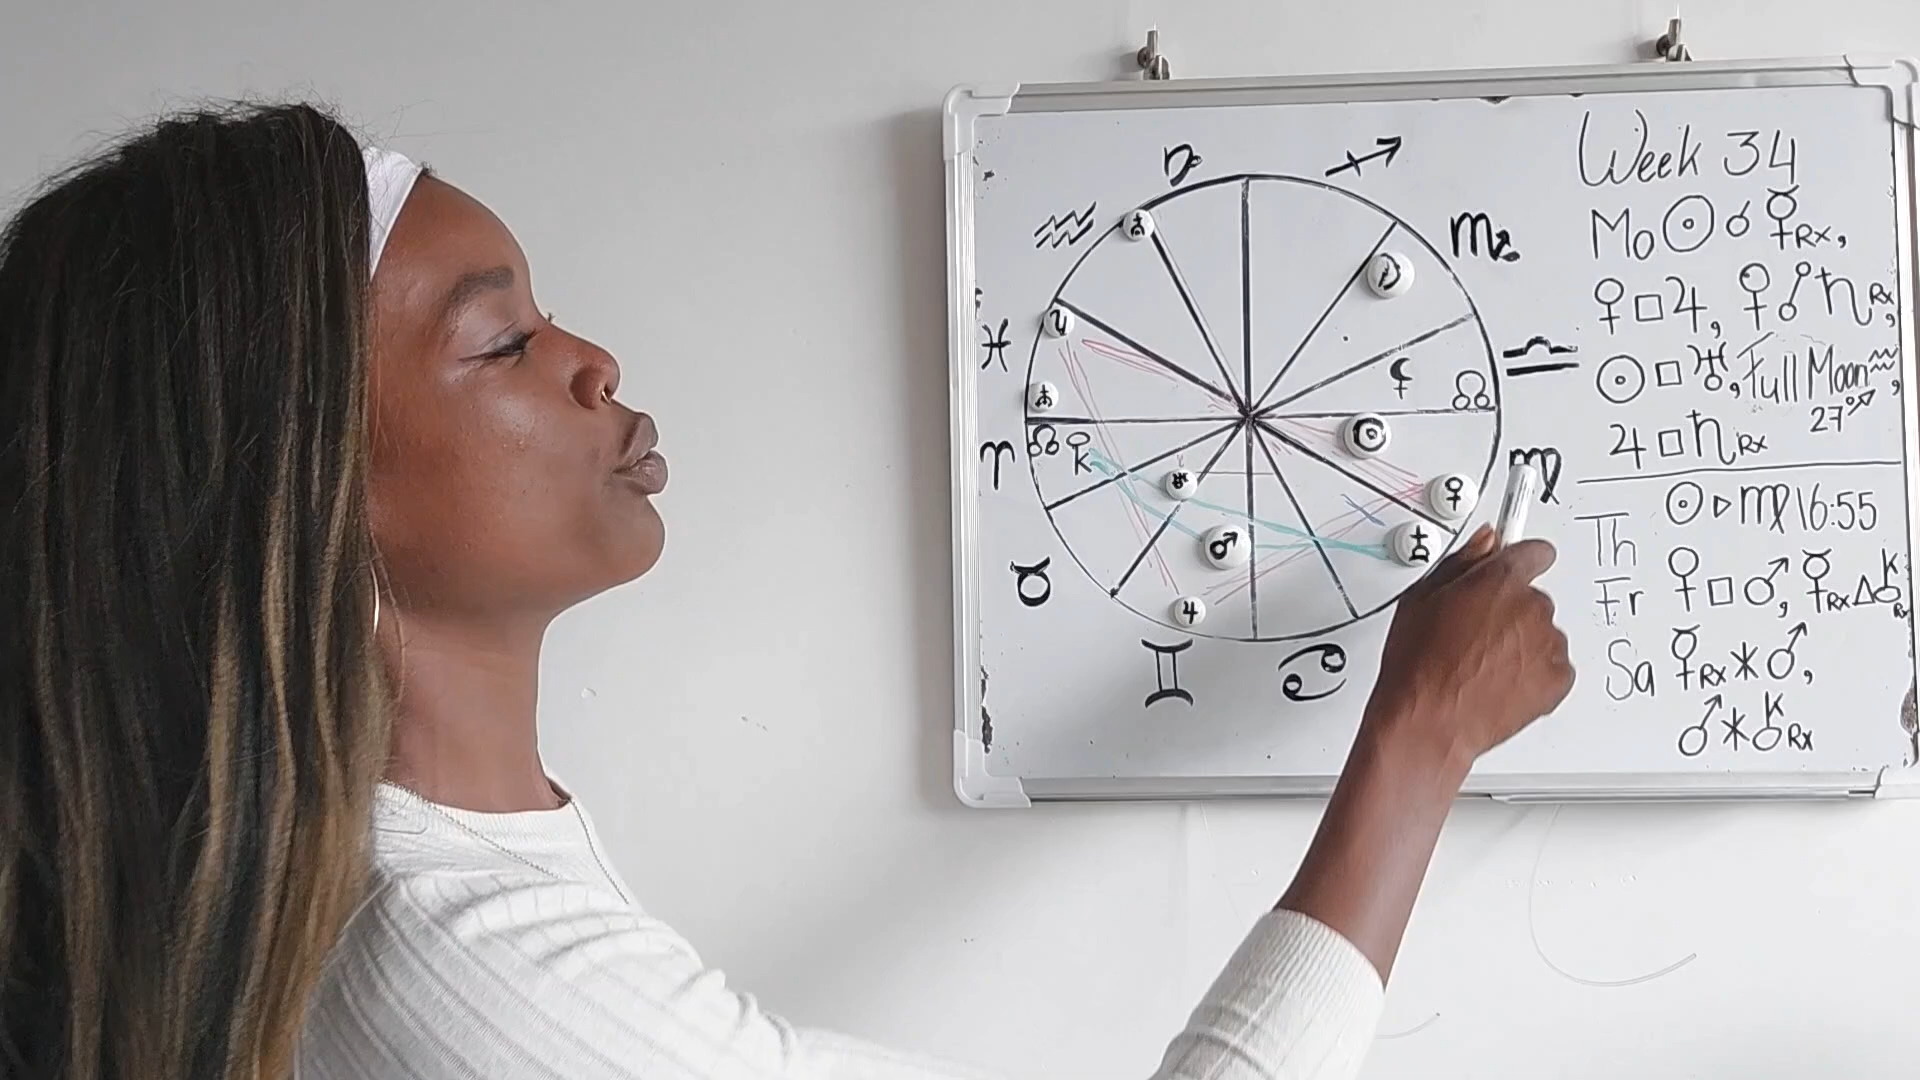 Week 34
Mo ☉ ☌ ☿Rx,
♀ □ ♃, ♀ ☍ ♄Rx,
☉ □ ♅, Full Moon ♒,
27°
♃ □ ♄Rx
☉ ▷ ♍ 16:55
Th
Fr ♀ □ ♂, ☿Rx △ ⚷Rx
Sa ☿Rx ⚹ ♂,
♂ ⚹ ⚷Rx
♑ ♐
♒ ♏
♓ ♎
♈ ♍
♉
♊ ♋
☽
♆
⚸ ☊
☊ ⚷ ☉
♅ ♀
♂
♃